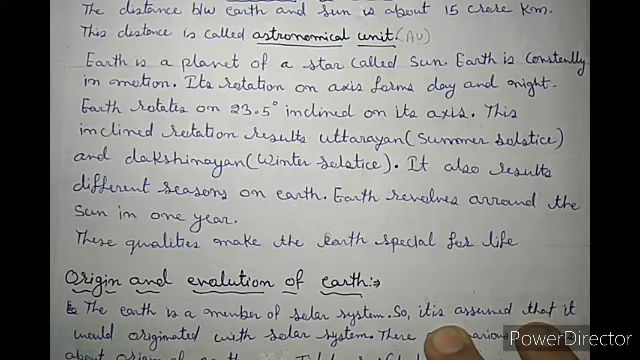 The distance b/w earth and sun is about 15 crore Km.
This distance is called astronomical unit.(AU)
Earth is a planet of a star called Sun. Earth is constently
in motion. Its rotation on axis forms day and night.
Earth rotates on 23.5° inclined on its axis. This
inclined rotation results uttarayan(Summer solstice)
and dakshinayan(Winter solstice). It also results
different seasons on earth. Earth revolves arround the
Sun in one year.
These qualities make the Earth special for life
Origin and evolution of earth:→
The earth is a member of solar system. So, it is assumed that it
would originated with solar system. There
about origin of
PowerDirector